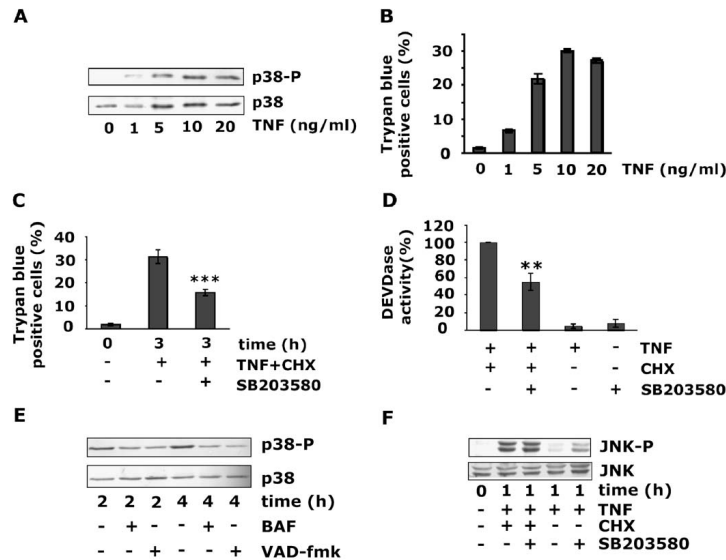 A
p38-P
p38
0 1 5 10 20 TNF (ng/ml)
B
Trypan blue
positive cells (%)
30
20
10
0
0 1 5 10 20 TNF (ng/ml)
C
Trypan blue
positive cells (%)
40
30
20
10
0
***
0 3 3 time (h)
- + + TNF+CHX
- - + SB203580
D
DEVDase
activity(%)
120
100
80
60
40
20
0
**
+ + + - TNF
+ + - - CHX
- + - + SB203580
E
p38-P
p38
2 2 2 4 4 4 time (h)
- + - - + - BAF
- - + - - + VAD-fmk
F
JNK-P
JNK
0 1 1 1 1 time (h)
- + + + + TNF
- + + - - CHX
- - + - + SB203580